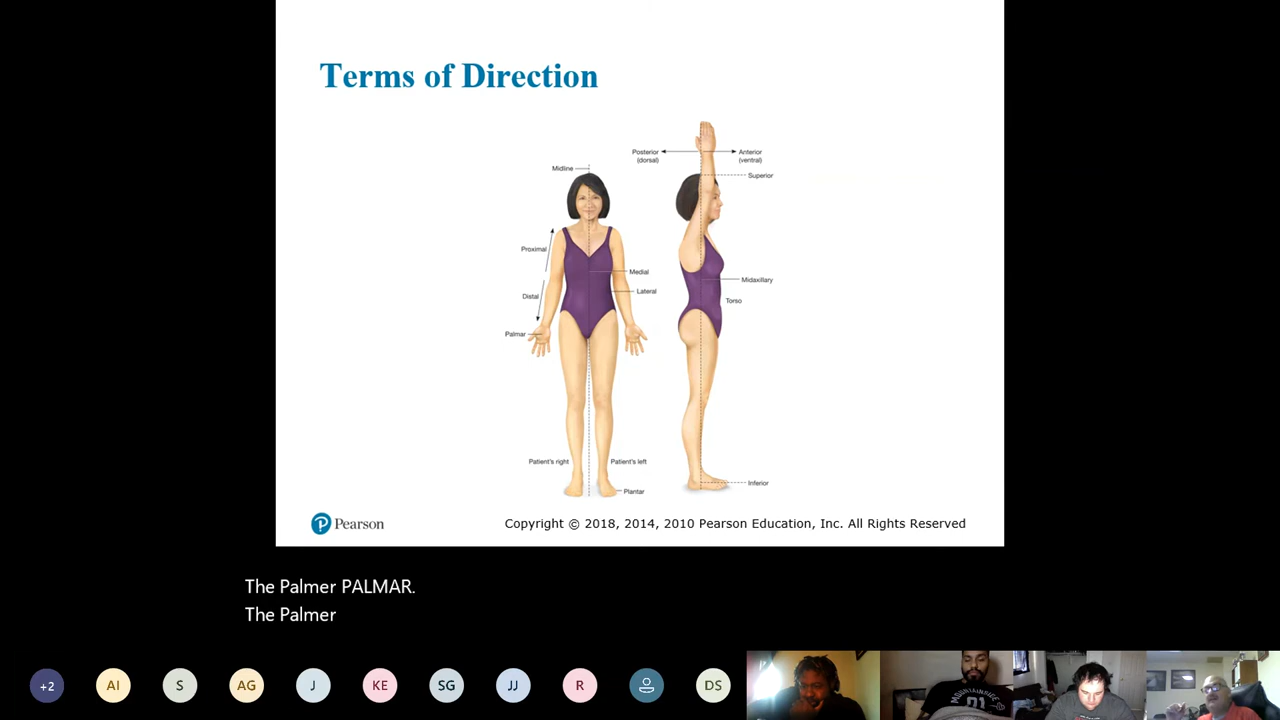 Terms of Direction
Posterior
(dorsal)
Anterior
(ventral)
Midline
Superior
Proximal
Medial
Midaxillary
Lateral
Distal
Torso
Palmar
Patient's right
Patient's left
Inferior
Plantar
Pearson
Copyright © 2018, 2014, 2010 Pearson Education, Inc. All Rights Reserved
The Palmer PALMAR.
The Palmer
+2
AI
S
AG
J
KE
SG
JJ
R
DS